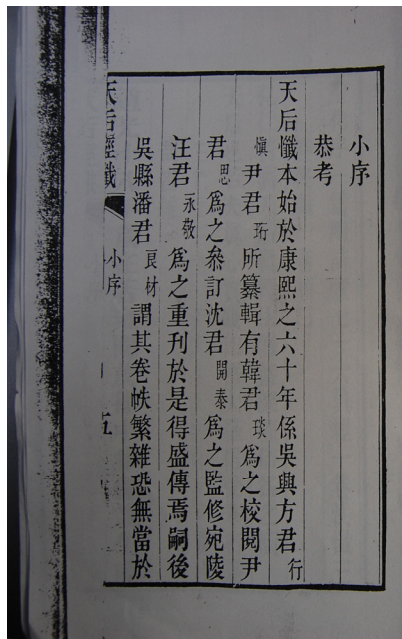 小序
恭考
天后懺本始於康熙之六十年係吳興方君行
愼尹君珩所纂輯有韓君琰爲之校閱尹
君思爲之叅訂沈君開泰爲之監修宛陵
汪君永敬爲之重刊於是得盛傳焉嗣後
吳縣潘君良材謂其卷帙繁雜恐無當於
天后經懺
小序
五